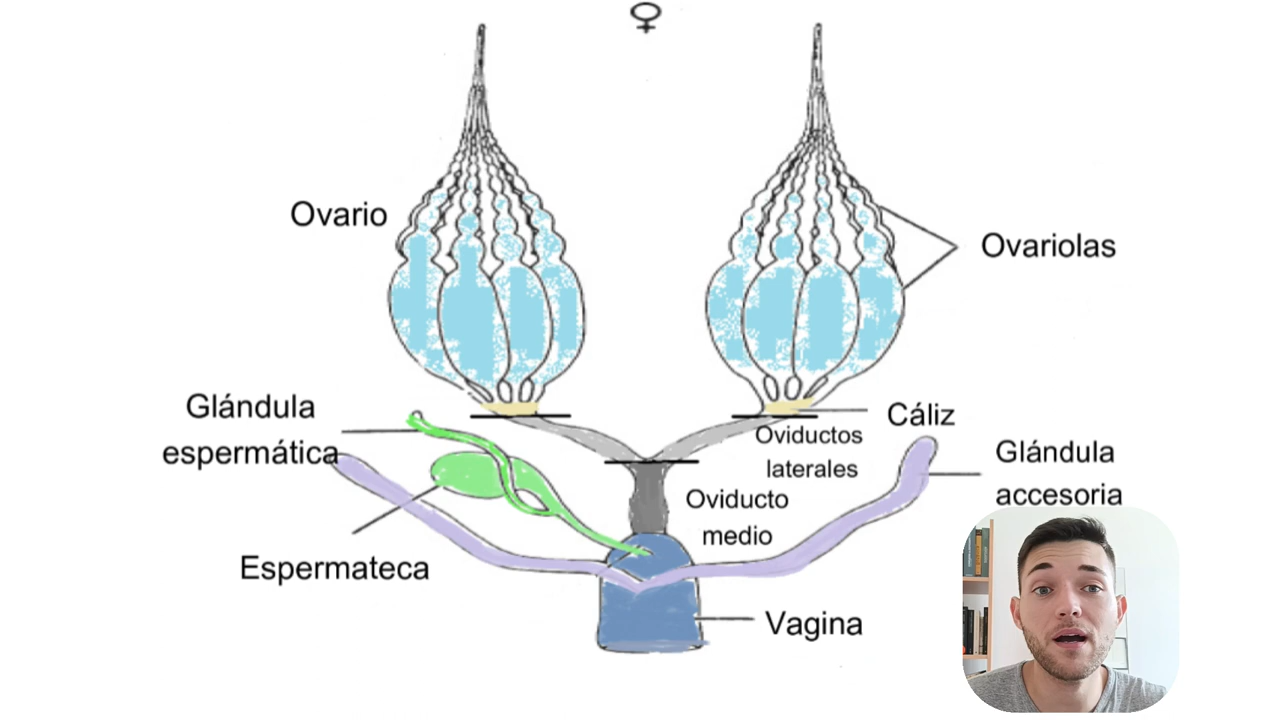 ♀
Ovario
Ovariolas
Glándula
espermática
Cáliz
Oviductos
laterales
Glándula
accesoria
Oviducto
medio
Espermateca
Vagina